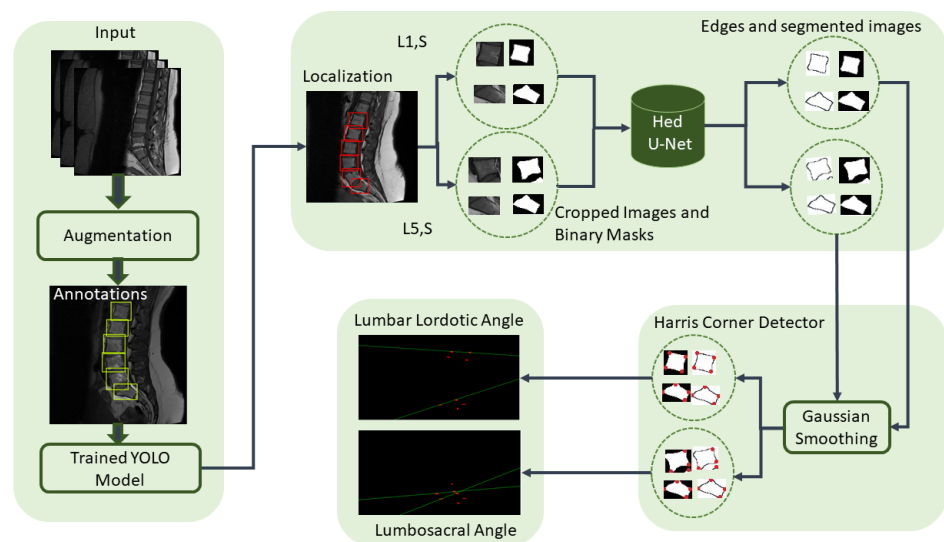 Input
Augmentation
Annotations
Trained YOLO
Model
L1,S
Localization
L5,S
Cropped Images and
Binary Masks
Hed
U-Net
Edges and segmented images
Harris Corner Detector
Gaussian
Smoothing
Lumbar Lordotic Angle
Lumbosacral Angle